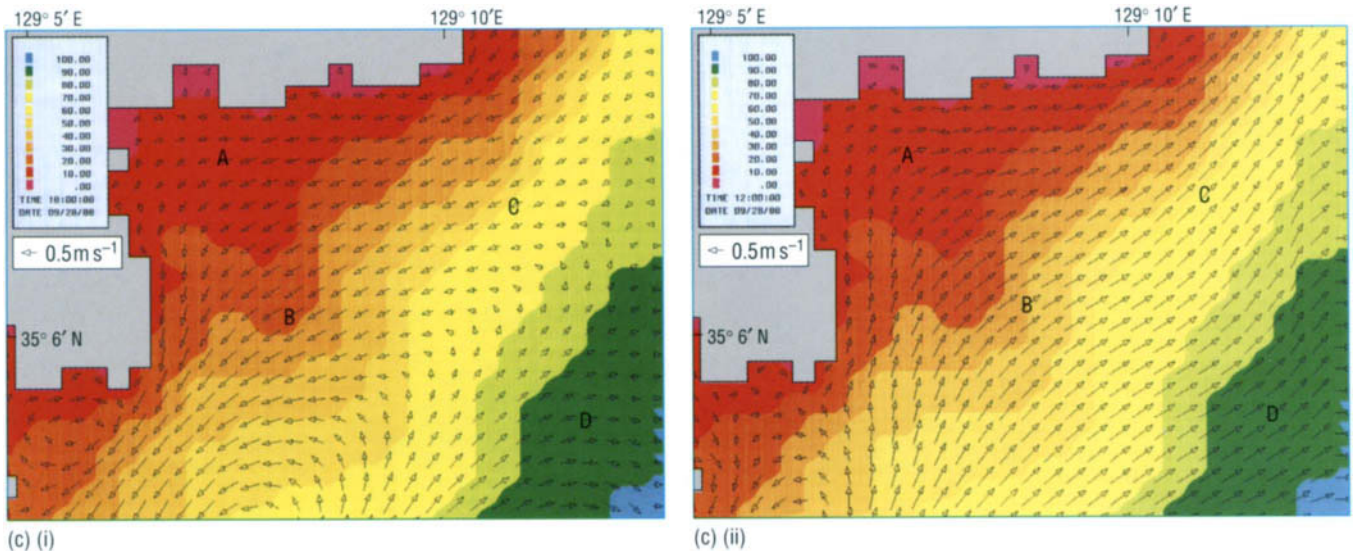 129° 5′ E
129° 10′E
100.00
90.00
80.00
70.00
60.00
50.00
40.00
30.00
20.00
10.00
.00
TIME 10:00:00
DATE 09/28/00
0.5m s⁻¹
35° 6′ N
A
B
C
D
(c) (i)
129° 5′ E
129° 10′ E
100.00
90.00
80.00
70.00
60.00
50.00
40.00
30.00
20.00
10.00
.00
TIME 12:00:00
DATE 09/28/00
0.5m s⁻¹
35° 6′ N
A
B
C
D
(c) (ii)